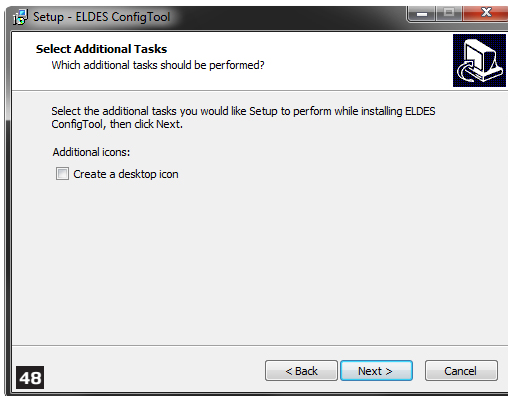 Setup - ELDES ConfigTool
Select Additional Tasks
Which additional tasks should be performed?
Select the additional tasks you would like Setup to perform while installing ELDES
ConfigTool, then click Next.
Additional icons:
Create a desktop icon
< Back Next > Cancel
48